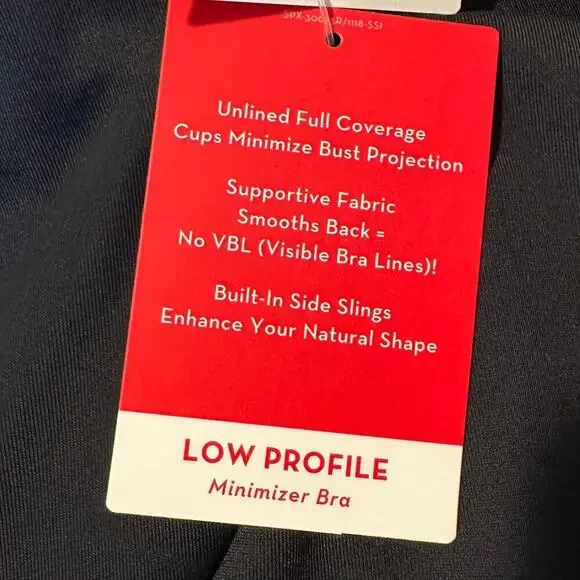 Unlined Full Coverage
Cups Minimize Bust Projection
Supportive Fabric
Smooths Back =
No VBL (Visible Bra Lines)!
Built-In Side Slings
Enhance Your Natural Shape
LOW PROFILE
Minimizer Bra